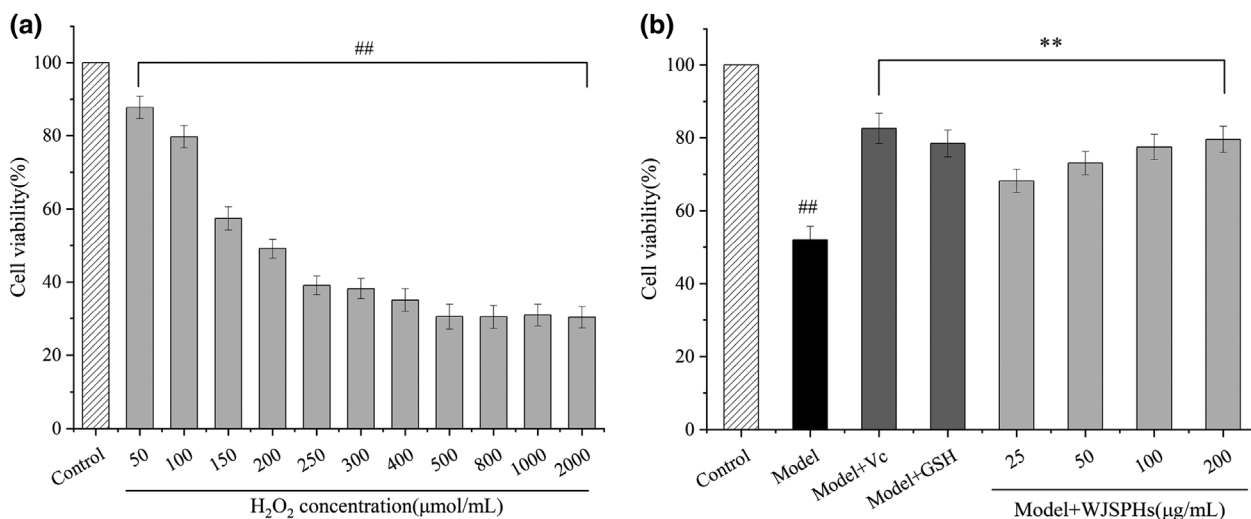 (a)
##
100
80
60
40
20
0
Cell viability(%)
Control
50
100
150
200
250
300
400
500
800
1000
2000
H₂O₂ concentration(μmol/mL)
(b)
**
##
100
80
60
40
20
0
Cell viability(%)
Control
Model
Model+Vc
Model+GSH
25
50
100
200
Model+WJSPHs(μg/mL)